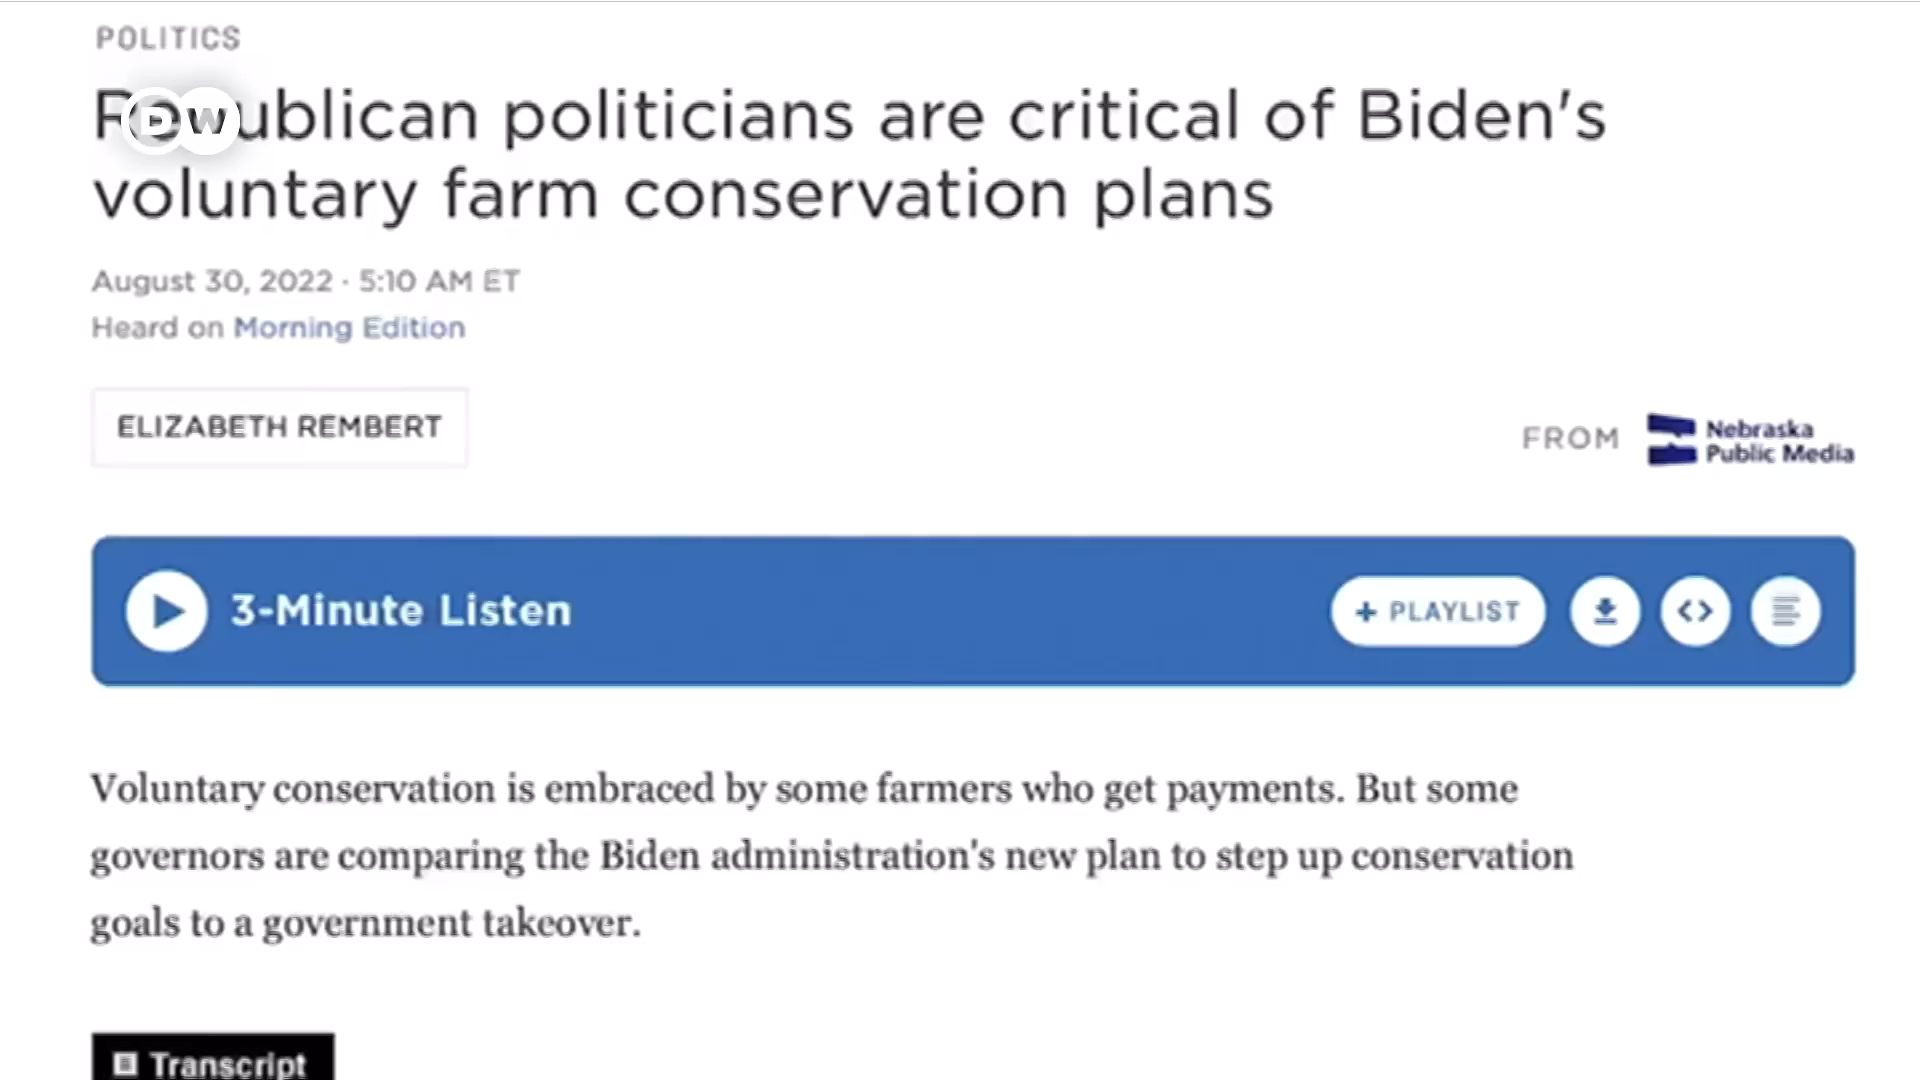 POLITICS
Republican politicians are critical of Biden's
DW
voluntary farm conservation plans
August 30, 2022 · 5:10 AM ET
Heard on Morning Edition
ELIZABETH REMBERT
FROM Nebraska
Public Media
3-Minute Listen
+ PLAYLIST
Voluntary conservation is embraced by some farmers who get payments. But some
governors are comparing the Biden administration's new plan to step up conservation
goals to a government takeover.
Transcript